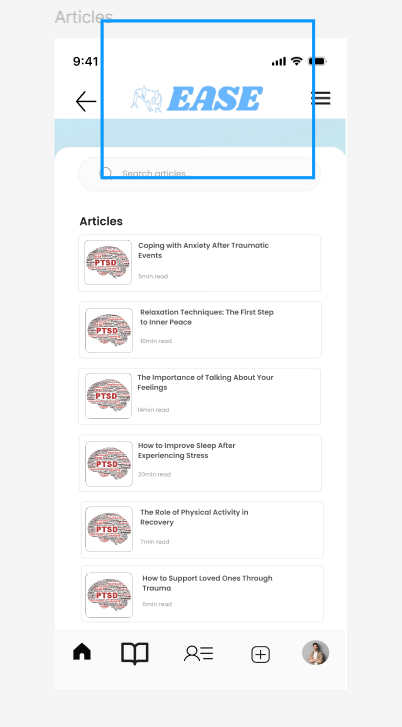 Articles
9:41
EASE
Search articles..
Articles
PTSD
Coping with Anxiety After Traumatic
Events
5min read
PTSD
Relaxation Techniques: The First Step
to Inner Peace
10min read
PTSD
The Importance of Talking About Your
Feelings
14min read
PTSD
How to Improve Sleep After
Experiencing Stress
20min read
PTSD
The Role of Physical Activity in
Recovery
7min read
PTSD
How to Support Loved Ones Through
Trauma
5min read